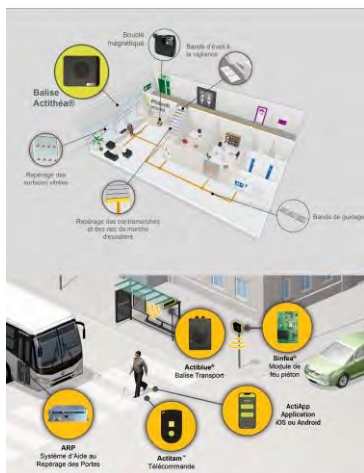 Boucle
magnétique
Bande d'éveil à
la vigilance
Balise
Actithéa®
Repérage des
surfaces vitrées
Repérage des contremarches
et des nez de marche
d'escaliers
Bande de guidage
Actiblue®
Balise Transport
Sinfea®
Module de
feu piéton
ActiApp
Application
iOS ou Android
ARP
Système d'Aide au
Repérage des Portes
Actitam™
Télécommande